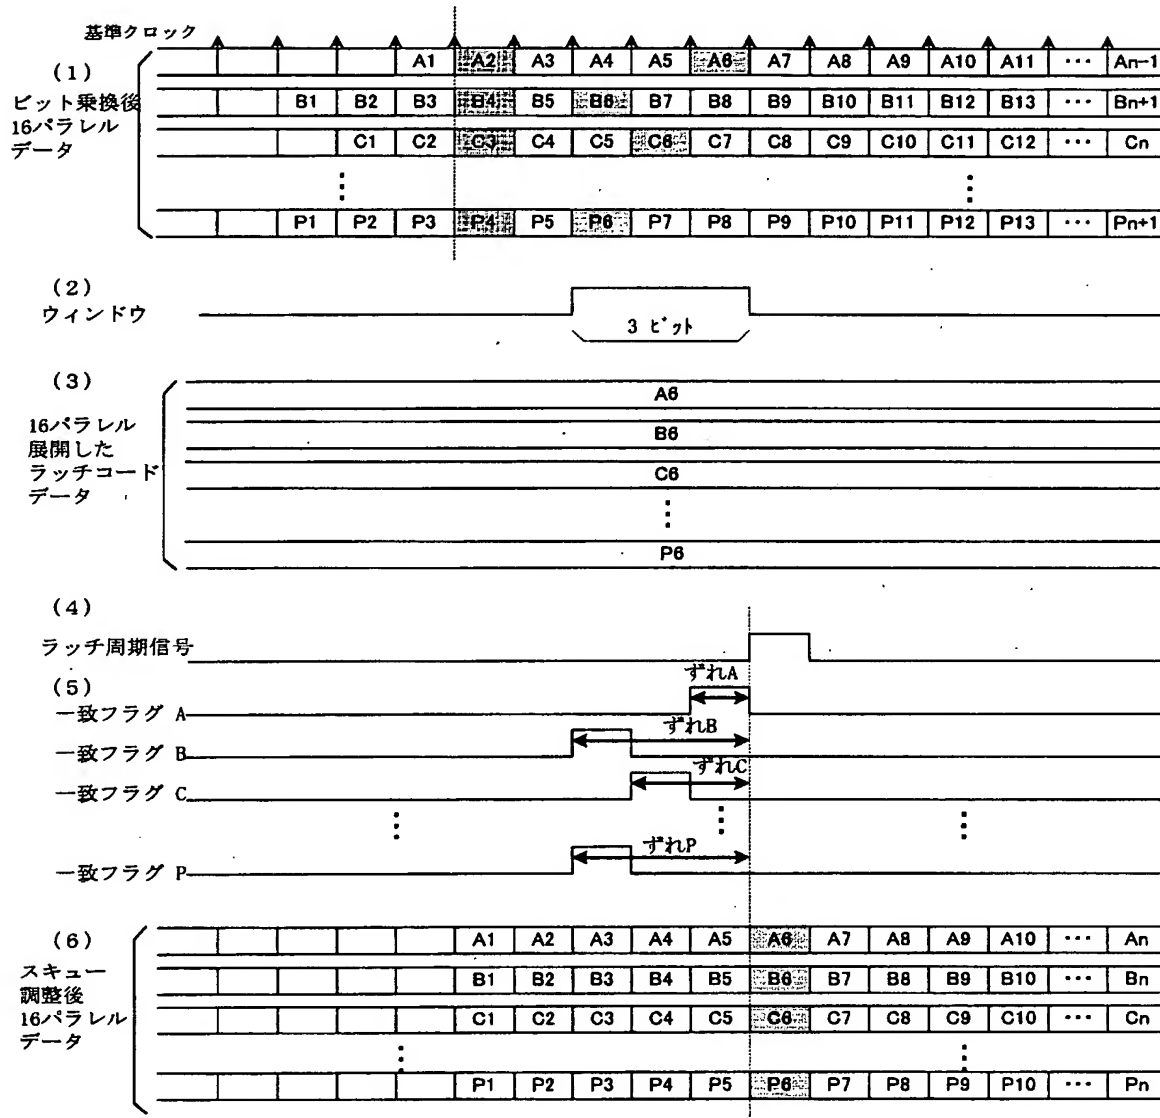 基準クロック
(1)
ビット乗換後
16パラレル
データ
A1 A2 A3 A4 A5 A6 A7 A8 A9 A10 A11 ··· An-1
B1 B2 B3 B4 B5 B6 B7 B8 B9 B10 B11 B12 B13 ··· Bn+1
C1 C2 C3 C4 C5 C6 C7 C8 C9 C10 C11 C12 ··· Cn
P1 P2 P3 P4 P5 P6 P7 P8 P9 P10 P11 P12 P13 ··· Pn+1
(2)
ウィンドウ
3 ビット
(3)
16パラレル
展開した
ラッチコード
データ
A6
B6
C6
P6
(4)
ラッチ周期信号
(5)
ずれA
一致フラグ A
ずれB
一致フラグ B
ずれC
一致フラグ C
ずれP
一致フラグ P
(6)
スキュー
調整後
16パラレル
データ
A1 A2 A3 A4 A5 A6 A7 A8 A9 A10 ··· An
B1 B2 B3 B4 B5 B6 B7 B8 B9 B10 ··· Bn
C1 C2 C3 C4 C5 C6 C7 C8 C9 C10 ··· Cn
P1 P2 P3 P4 P5 P6 P7 P8 P9 P10 ··· Pn